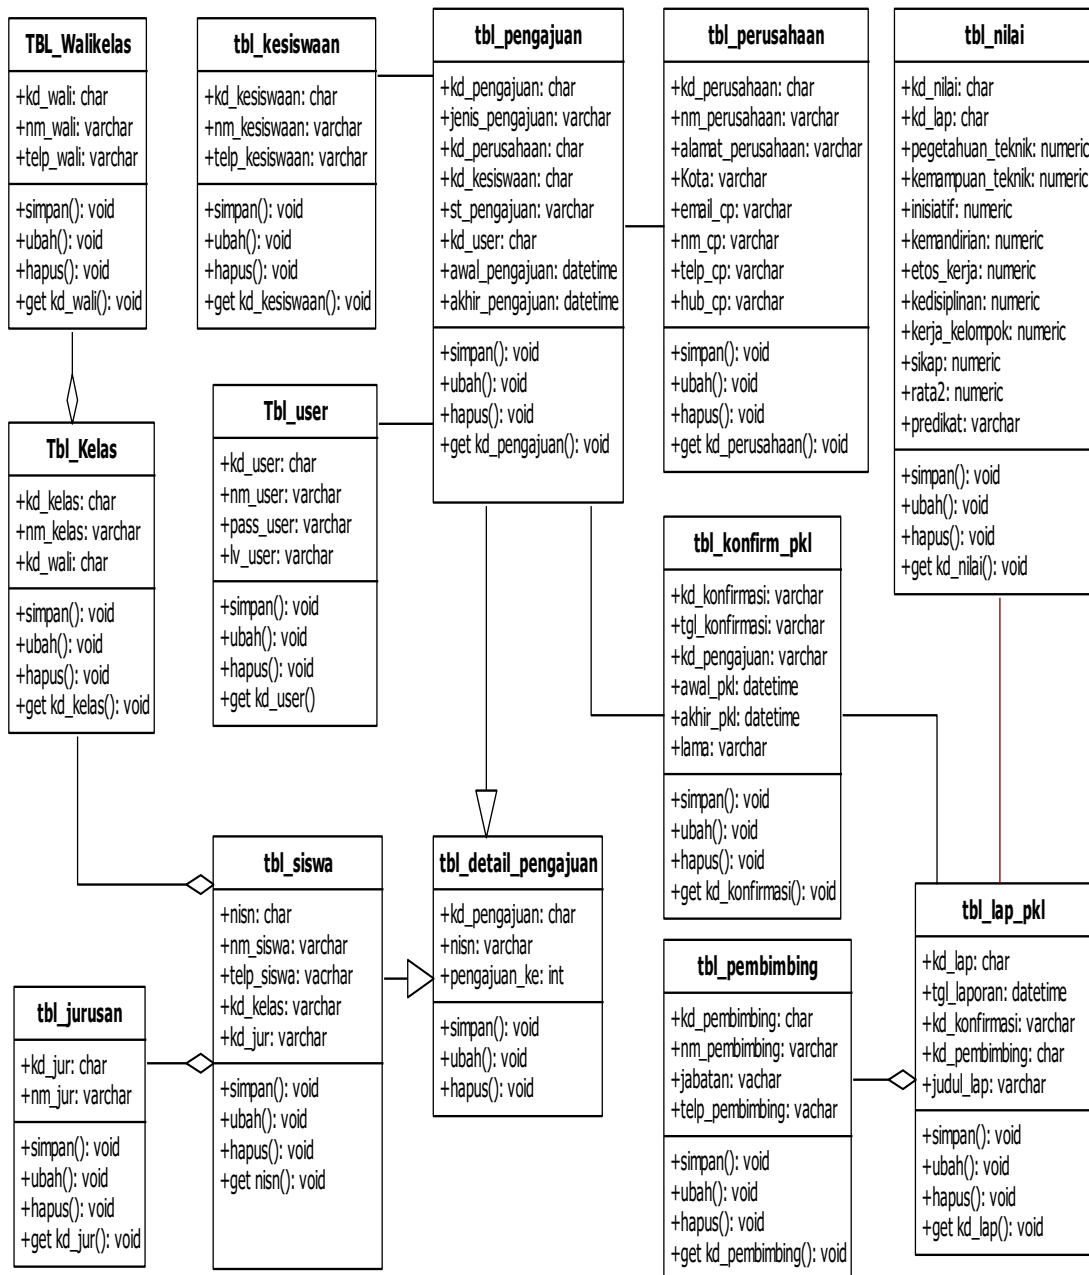 TBL_Walikelas
+kd_wali: char
+nm_wali: varchar
+telp_wali: varchar
+simpan(): void
+ubah(): void
+hapus(): void
+get kd_wali(): void
tbl_kesiswaan
+kd_kesiswaan: char
+nm_kesiswaan: varchar
+telp_kesiswaan: varchar
+simpan(): void
+ubah(): void
+hapus(): void
+get kd_kesiswaan(): void
tbl_pengajuan
+kd_pengajuan: char
+jenis_pengajuan: varchar
+kd_perusahaan: char
+kd_kesiswaan: char
+st_pengajuan: varchar
+kd_user: char
+awal_pengajuan: datetime
+akhir_pengajuan: datetime
+simpan(): void
+ubah(): void
+hapus(): void
+get kd_pengajuan(): void
tbl_perusahaan
+kd_perusahaan: char
+nm_perusahaan: varchar
+alamat_perusahaan: varchar
+Kota: varchar
+email_cp: varchar
+nm_cp: varchar
+telp_cp: varchar
+hub_cp: varchar
+simpan(): void
+ubah(): void
+hapus(): void
+get kd_perusahaan(): void
tbl_nilai
+kd_nilai: char
+kd_lap: char
+pegetahuan_teknik: numeric
+kemampuan_teknik: numeric
+inisiatif: numeric
+kemandirian: numeric
+etos_kerja: numeric
+kedisiplinan: numeric
+kerja_kelompok: numeric
+sikap: numeric
+rata2: numeric
+predikat: varchar
+simpan(): void
+ubah(): void
+hapus(): void
+get kd_nilai(): void
Tbl_Kelas
+kd_kelas: char
+nm_kelas: varchar
+kd_wali: char
+simpan(): void
+ubah(): void
+hapus(): void
+get kd_kelas(): void
Tbl_user
+kd_user: char
+nm_user: varchar
+pass_user: varchar
+lv_user: varchar
+simpan(): void
+ubah(): void
+hapus(): void
+get kd_user()
tbl_konfirm_pkl
+kd_konfirmasi: varchar
+tgl_konfirmasi: varchar
+kd_pengajuan: varchar
+awal_pkl: datetime
+akhir_pkl: datetime
+lama: varchar
+simpan(): void
+ubah(): void
+hapus(): void
+get kd_konfirmasi(): void
tbl_siswa
+nisn: char
+nm_siswa: varchar
+telp_siswa: vacrhar
+kd_kelas: varchar
+kd_jur: varchar
+simpan(): void
+ubah(): void
+hapus(): void
+get nisn(): void
tbl_detail_pengajuan
+kd_pengajuan: char
+nisn: varchar
+pengajuan_ke: int
+simpan(): void
+ubah(): void
+hapus(): void
tbl_jurusan
+kd_jur: char
+nm_jur: varchar
+simpan(): void
+ubah(): void
+hapus(): void
+get kd_jur(): void
tbl_pembimbing
+kd_pembimbing: char
+nm_pembimbing: varchar
+jabatan: vachar
+telp_pembimbing: vachar
+simpan(): void
+ubah(): void
+hapus(): void
+get kd_pembimbing(): void
tbl_lap_pkl
+kd_lap: char
+tgl_laporan: datetime
+kd_konfirmasi: varchar
+kd_pembimbing: char
+judul_lap: varchar
+simpan(): void
+ubah(): void
+hapus(): void
+get kd_lap(): void